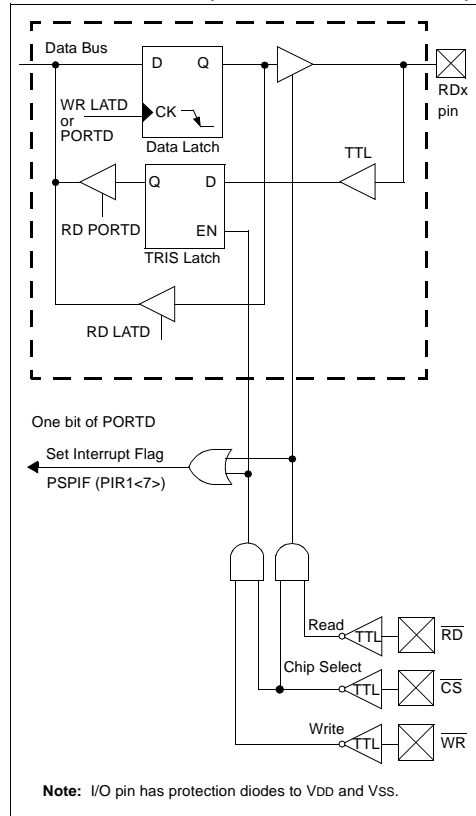 Data Bus
D Q
RDx
pin
WR LATD
or
PORTD
CK
Data Latch
TTL
Q D
RD PORTD
EN
TRIS Latch
RD LATD
One bit of PORTD
Set Interrupt Flag
PSPIF (PIR1<7>)
Read
TTL
RD
Chip Select
TTL
CS
Write
TTL
WR
Note: I/O pin has protection diodes to VDD and VSS.